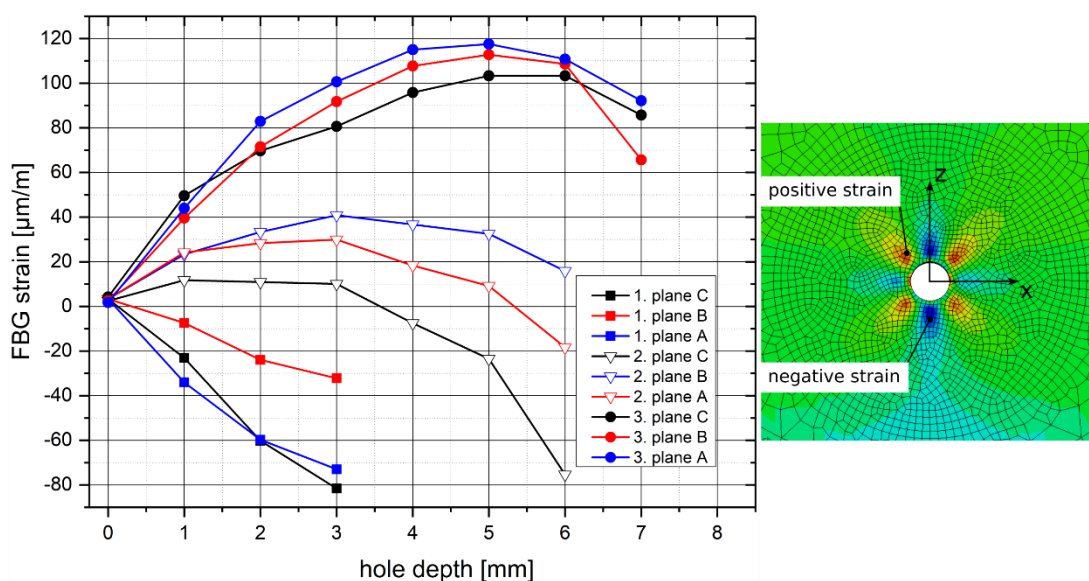 120
100
80
60
40
20
0
-20
-40
-60
-80
FBG strain [µm/m]
0 1 2 3 4 5 6 7 8
hole depth [mm]
1. plane C
1. plane B
1. plane A
2. plane C
2. plane B
2. plane A
3. plane C
3. plane B
3. plane A
positive strain
Z
X
negative strain